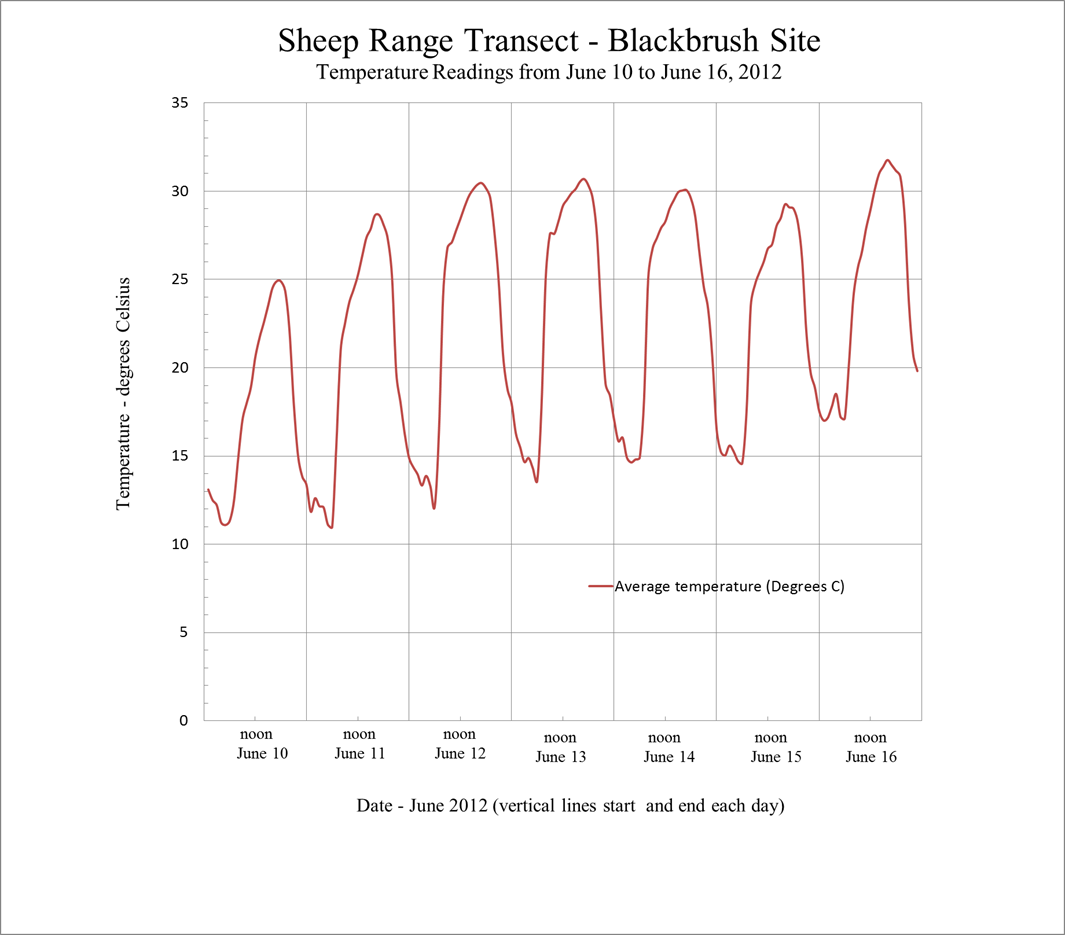 Sheep Range Transect - Blackbrush Site
Temperature Readings from June 10 to June 16, 2012
Temperature - degrees Celsius
35
30
25
20
15
10
5
0
Average temperature (Degrees C)
noon noon noon noon noon noon noon
June 10 June 11 June 12 June 13 June 14 June 15 June 16
Date - June 2012 (vertical lines start and end each day)